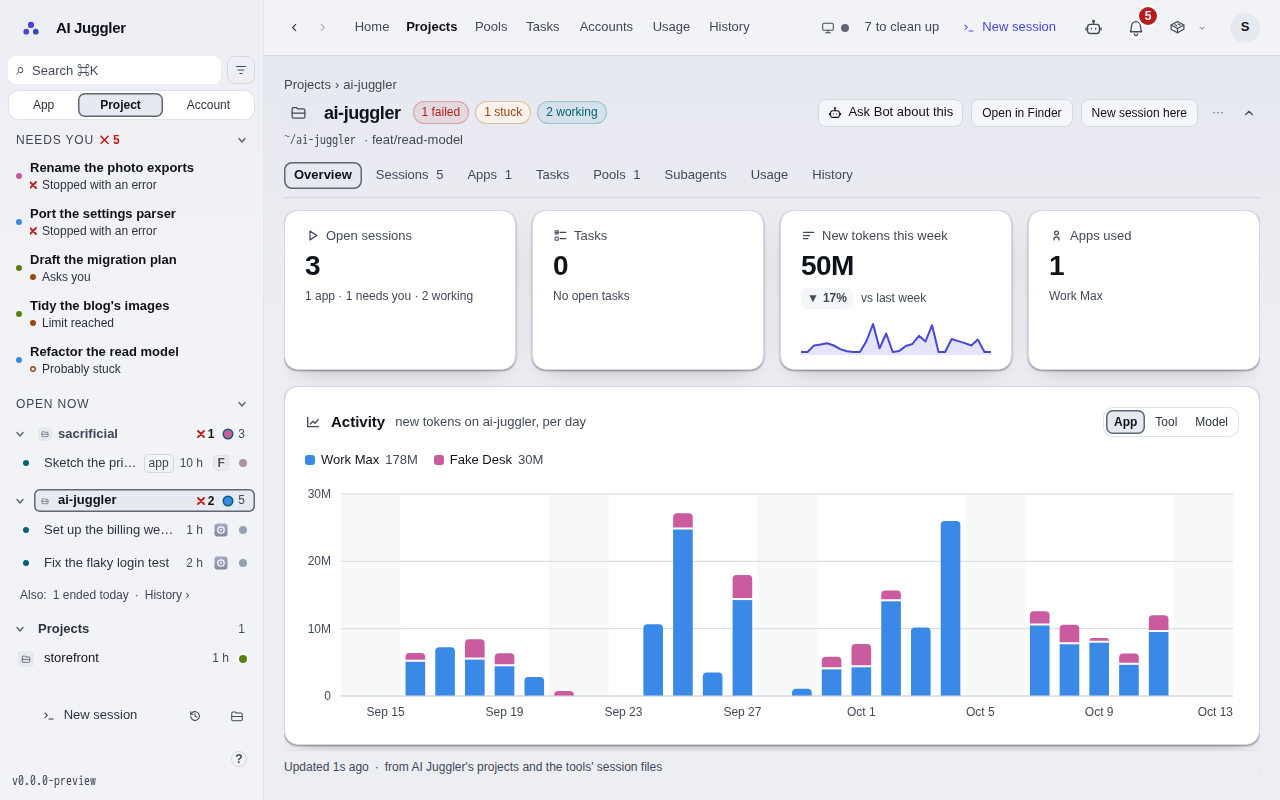 AI Juggler
Search ⌘K
App Project Account
NEEDS YOU 5
Rename the photo exports
Stopped with an error
Port the settings parser
Stopped with an error
Draft the migration plan
Asks you
Tidy the blog's images
Limit reached
Refactor the read model
Probably stuck
OPEN NOW
sacrificial 1 3
Sketch the pri… app 10 h F
ai-juggler 2 5
Set up the billing we… 1 h
Fix the flaky login test 2 h
Also: 1 ended today · History ›
Projects 1
storefront 1 h
New session
?
v0.0.0-preview
Home Projects Pools Tasks Accounts Usage History
7 to clean up
New session
5
S
Projects › ai-juggler
ai-juggler 1 failed 1 stuck 2 working
Ask Bot about this Open in Finder New session here ···
~/ai-juggler · feat/read-model
Overview Sessions 5 Apps 1 Tasks Pools 1 Subagents Usage History
Open sessions
3
1 app · 1 needs you · 2 working
Tasks
0
No open tasks
New tokens this week
50M
▼ 17% vs last week
Apps used
1
Work Max
Activity new tokens on ai-juggler, per day
App Tool Model
Work Max 178M Fake Desk 30M
30M
20M
10M
0
Sep 15 Sep 19 Sep 23 Sep 27 Oct 1 Oct 5 Oct 9 Oct 13
Updated 1s ago · from AI Juggler's projects and the tools' session files